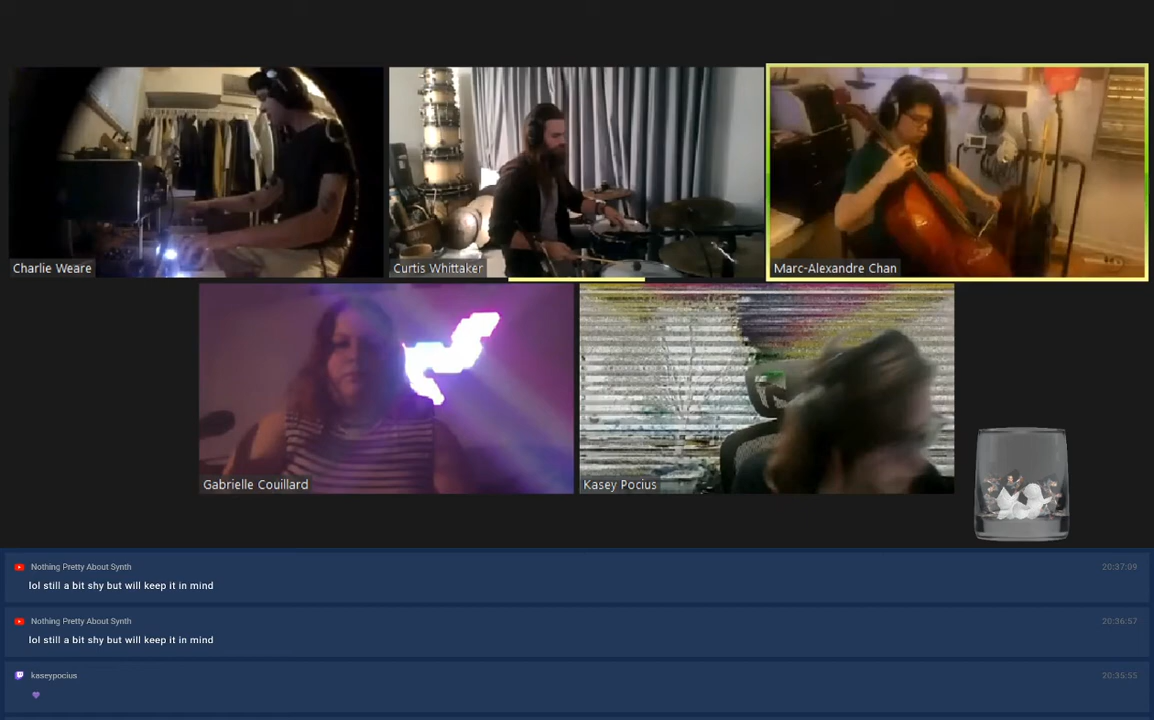 Charlie Weare
Curtis Whittaker
Marc-Alexandre Chan
Gabrielle Couillard
Kasey Pocius
Nothing Pretty About Synth
20:37:09
lol still a bit shy but will keep it in mind
Nothing Pretty About Synth
20:36:57
lol still a bit shy but will keep it in mind
kaseypocius
20:35:55